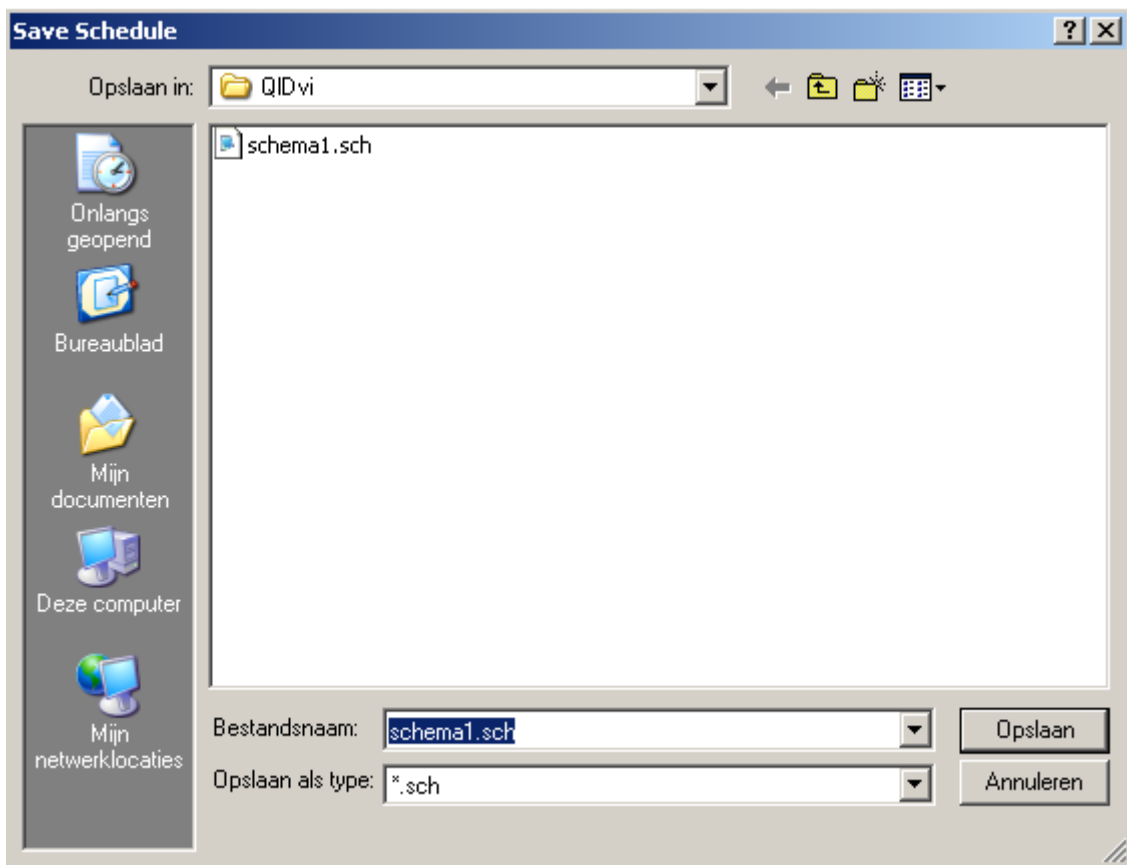 Save Schedule
Opslaan in:
QIDvi
schema1.sch
Onlangs
geopend
Bureaublad
Mijn
documenten
Deze computer
Mijn
netwerklocaties
Bestandsnaam:
schema1.sch
Opslaan
Opslaan als type:
*.sch
Annuleren